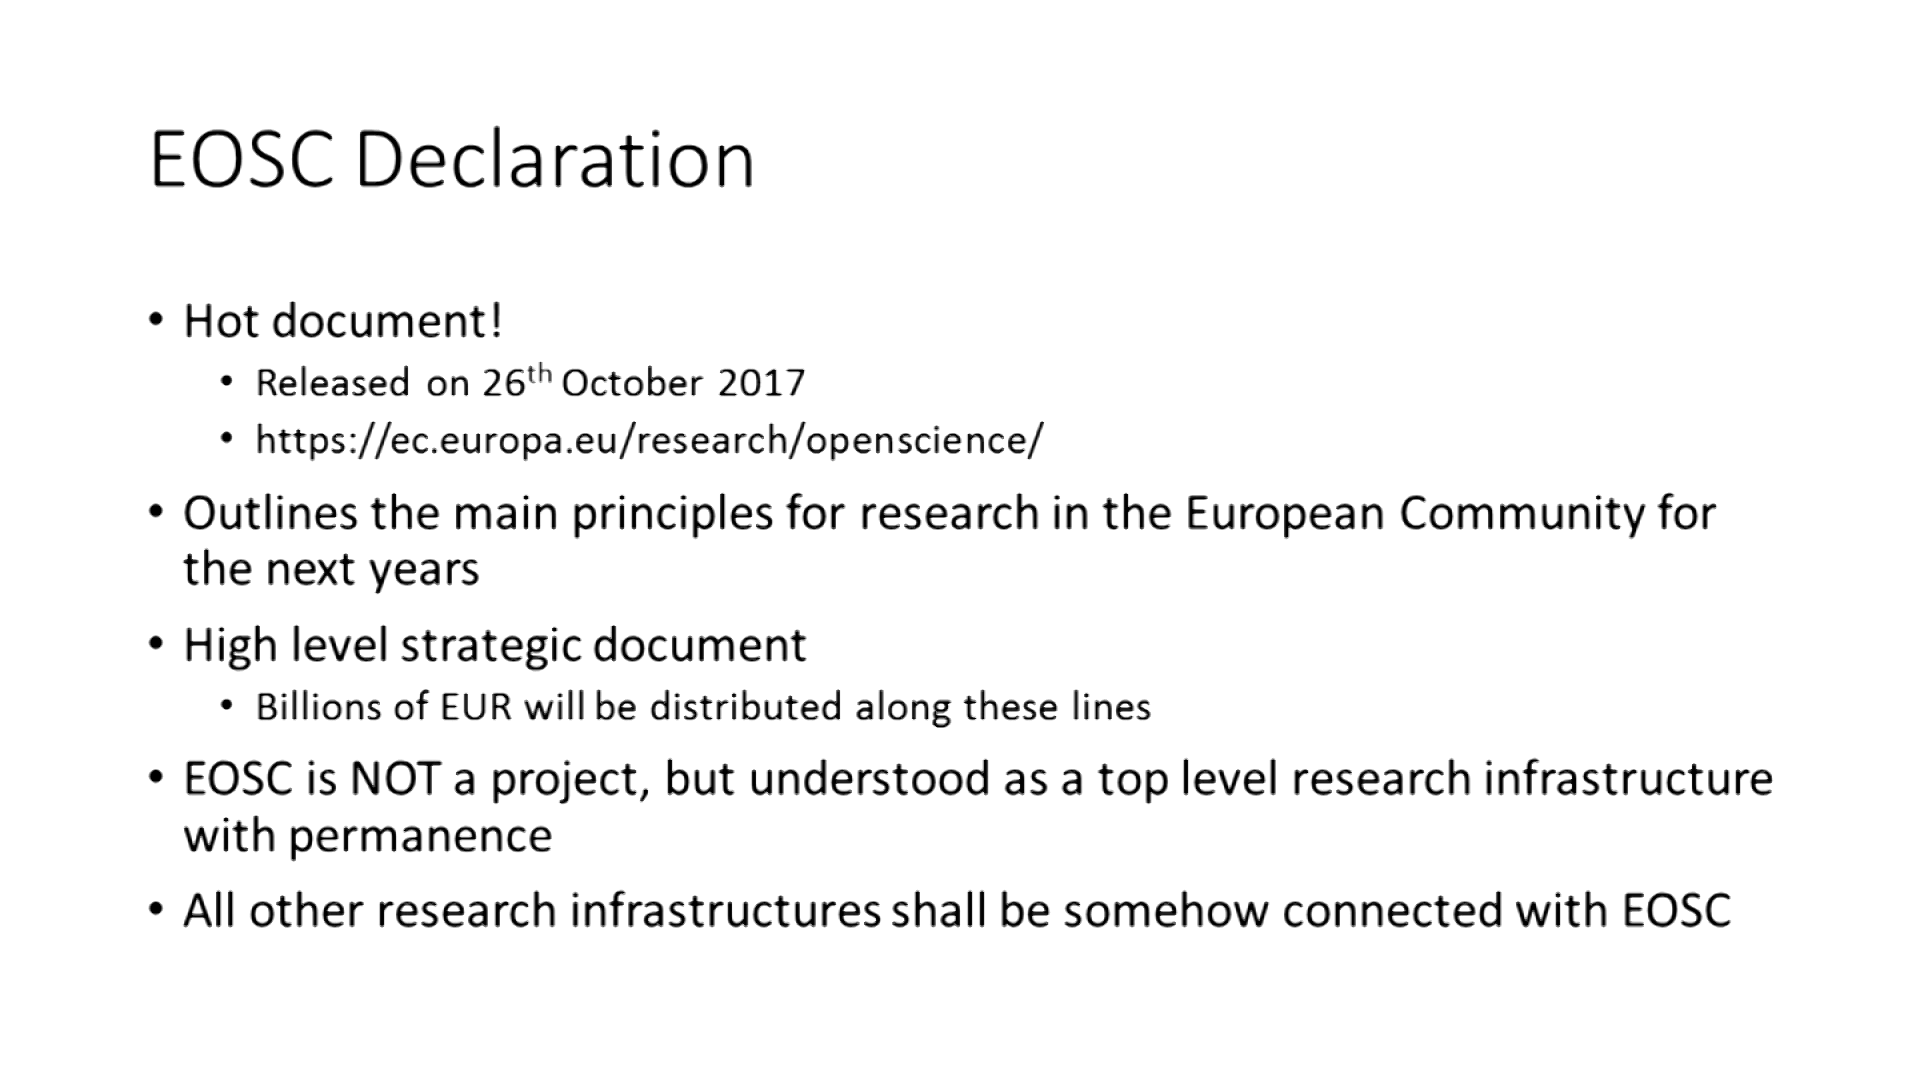 EOSC Declaration
• Hot document!
• Released on 26th October 2017
• https://ec.europa.eu/research/openscience/
• Outlines the main principles for research in the European Community for
the next years
• High level strategic document
• Billions of EUR will be distributed along these lines
• EOSC is NOT a project, but understood as a top level research infrastructure
with permanence
• All other research infrastructures shall be somehow connected with EOSC